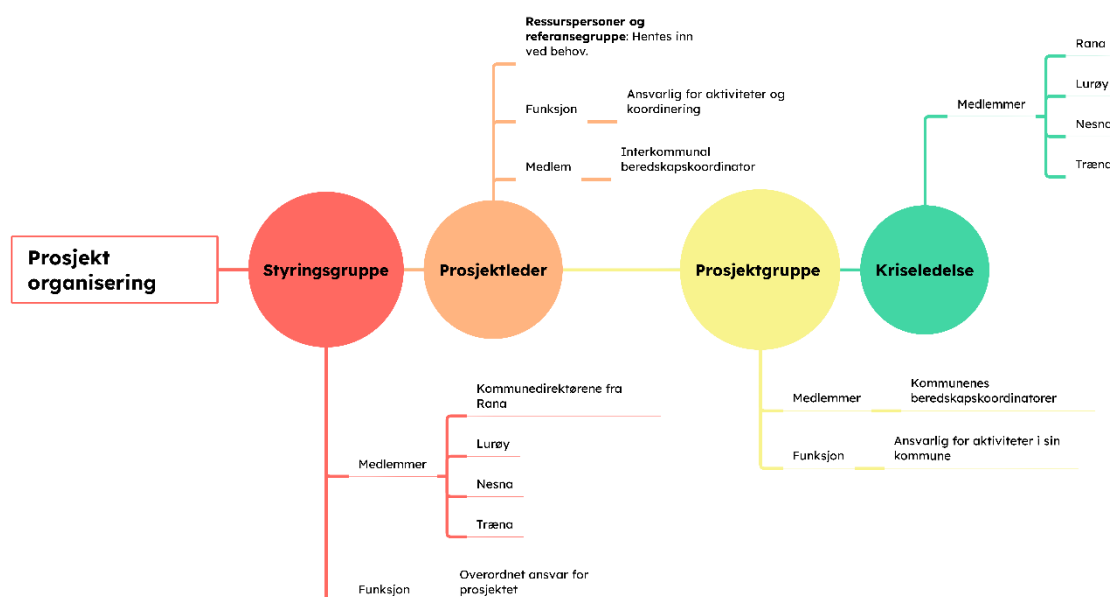 Prosjekt
organisering
Styringsgruppe
Medlemmer
Kommunedirektørene fra
Rana
Lurøy
Nesna
Træna
Funksjon
Overordnet ansvar for
prosjektet
Prosjektleder
Ressurspersoner og
referansegruppe: Hentes inn
ved behov.
Funksjon
Ansvarlig for aktiviteter og
koordinering
Medlem
Interkommunal
beredskapskoordinator
Prosjektgruppe
Medlemmer
Kommunenes
beredskapskoordinatorer
Funksjon
Ansvarlig for aktiviteter i sin
kommune
Kriseledelse
Medlemmer
Rana
Lurøy
Nesna
Træna